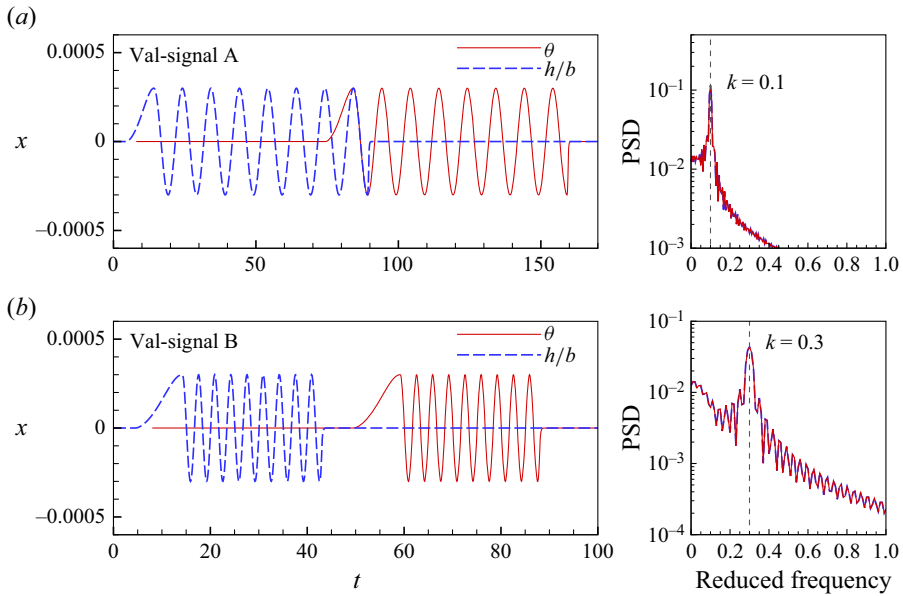 (a)
Val-signal A
θ
h/b
x
0.0005
0
−0.0005
0 50 100 150
PSD
10⁻¹
10⁻²
10⁻³
k = 0.1
0 0.2 0.4 0.6 0.8 1.0
(b)
Val-signal B
θ
h/b
x
0.0005
0
−0.0005
0 20 40 60 80 100
t
PSD
10⁻¹
10⁻²
10⁻³
10⁻⁴
k = 0.3
0 0.2 0.4 0.6 0.8 1.0
Reduced frequency